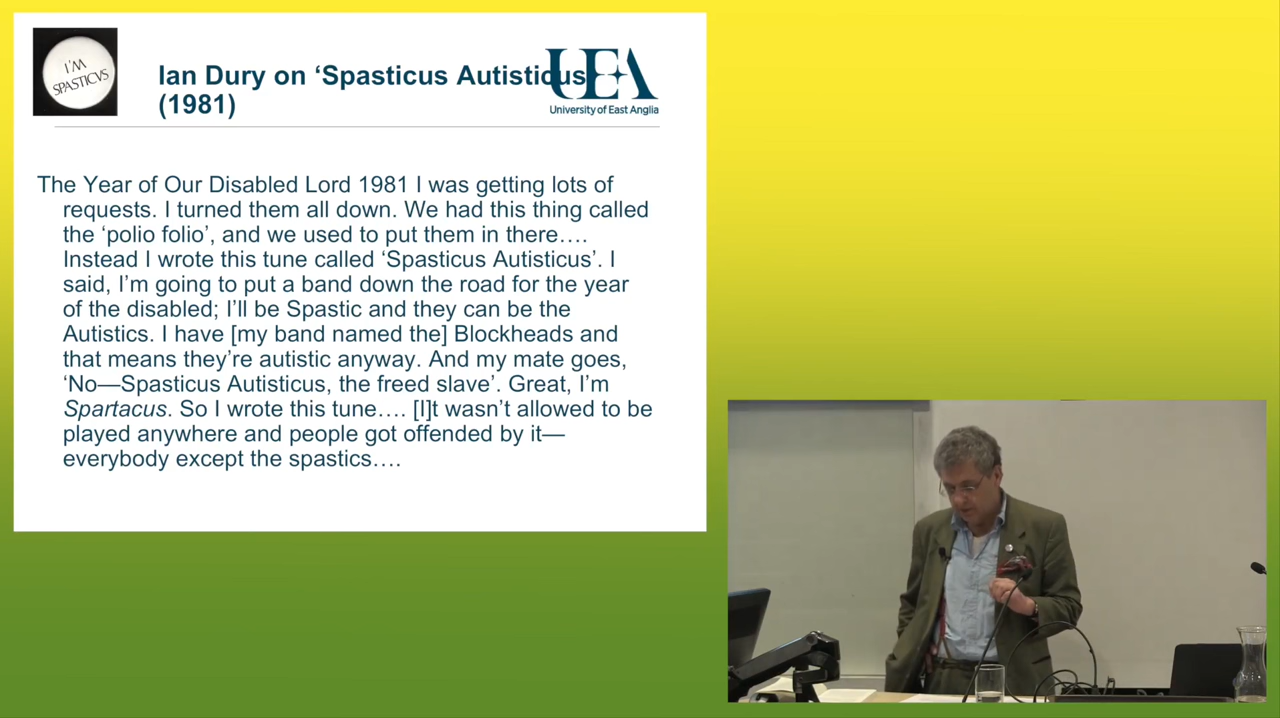 I'M
SPASTICVS
Ian Dury on ‘Spasticus Autisticus’
(1981)
UEA
University of East Anglia
The Year of Our Disabled Lord 1981 I was getting lots of
requests. I turned them all down. We had this thing called
the ‘polio folio’, and we used to put them in there….
Instead I wrote this tune called ‘Spasticus Autisticus’. I
said, I’m going to put a band down the road for the year
of the disabled; I’ll be Spastic and they can be the
Autistics. I have [my band named the] Blockheads and
that means they’re autistic anyway. And my mate goes,
‘No—Spasticus Autisticus, the freed slave’. Great, I’m
Spartacus. So I wrote this tune…. [I]t wasn’t allowed to be
played anywhere and people got offended by it—
everybody except the spastics….